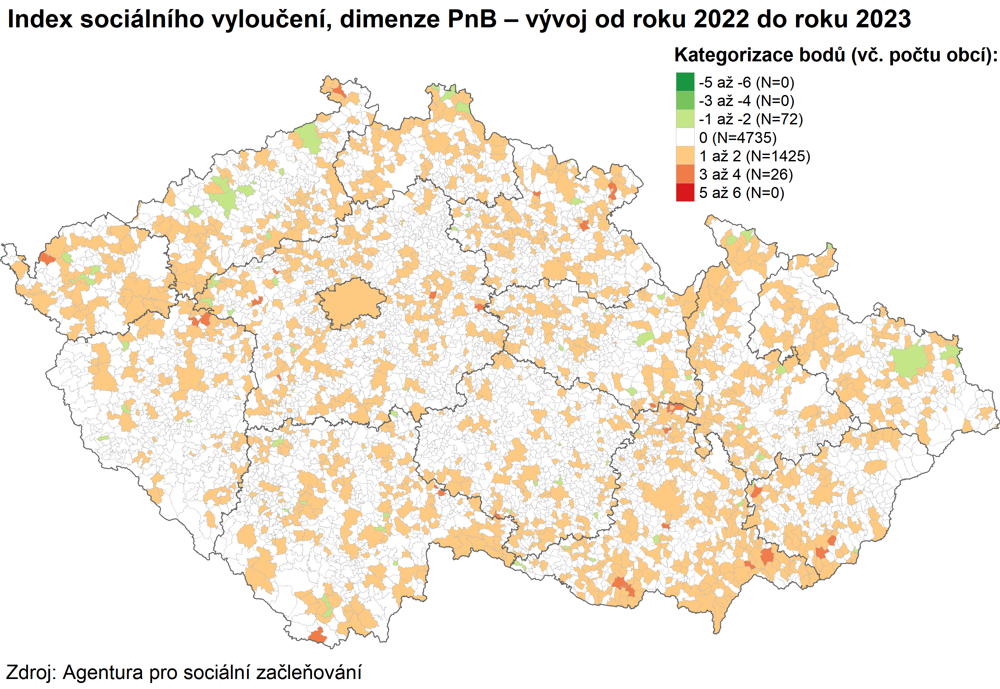 Index sociálního vyloučení, dimenze PnB – vývoj od roku 2022 do roku 2023
Kategorizace bodů (vč. počtu obcí):
-5 až -6 (N=0)
-3 až -4 (N=0)
-1 až -2 (N=72)
0 (N=4735)
1 až 2 (N=1425)
3 až 4 (N=26)
5 až 6 (N=0)
Zdroj: Agentura pro sociální začleňování